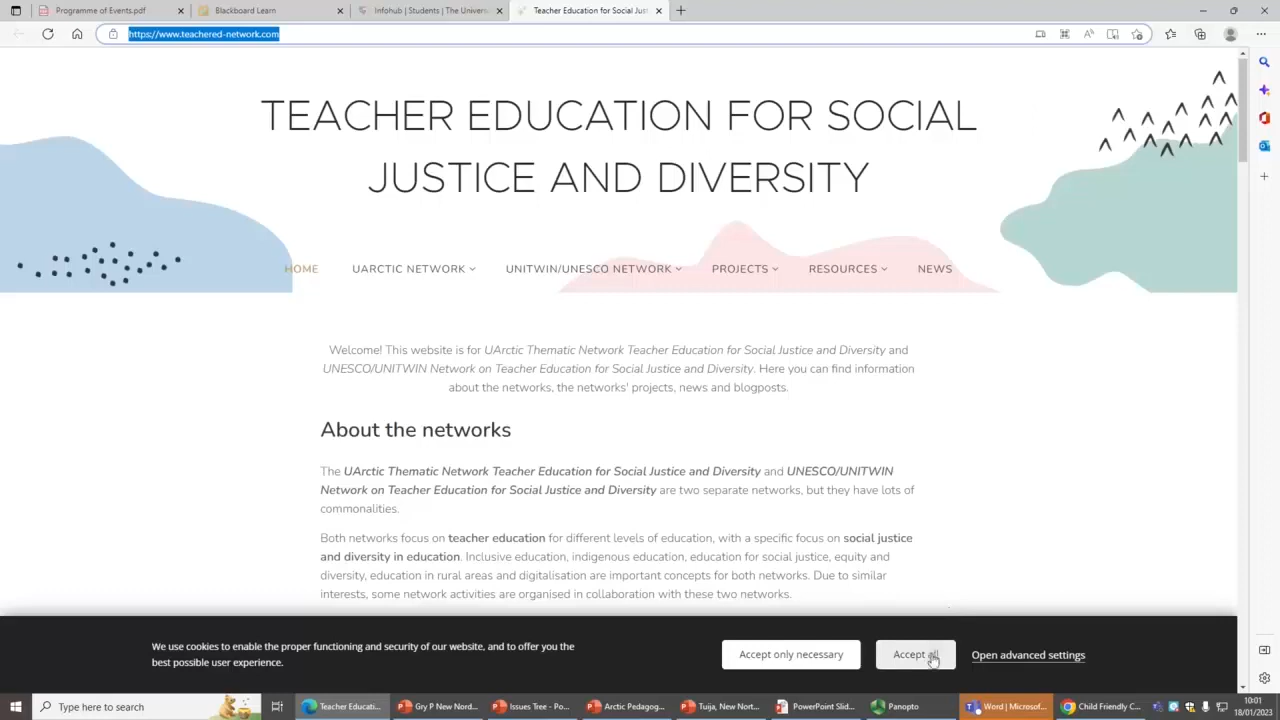 Programme of Events.pdf
Blackboard Learn
Infohub | Students | The Univers
Teacher Education for Social Jus
https://www.teachered-network.com
TEACHER EDUCATION FOR SOCIAL
JUSTICE AND DIVERSITY
HOME UARCTIC NETWORK UNITWIN/UNESCO NETWORK PROJECTS RESOURCES NEWS
Welcome! This website is for UArctic Thematic Network Teacher Education for Social Justice and Diversity and
UNESCO/UNITWIN Network on Teacher Education for Social Justice and Diversity. Here you can find information
about the networks, the networks' projects, news and blogposts.
About the networks
The UArctic Thematic Network Teacher Education for Social Justice and Diversity and UNESCO/UNITWIN
Network on Teacher Education for Social Justice and Diversity are two separate networks, but they have lots of
commonalities.
Both networks focus on teacher education for different levels of education, with a specific focus on social justice
and diversity in education. Inclusive education, indigenous education, education for social justice, equity and
diversity, education in rural areas and digitalisation are important concepts for both networks. Due to similar
interests, some network activities are organised in collaboration with these two networks.
We use cookies to enable the proper functioning and security of our website, and to offer you the
best possible user experience.
Accept only necessary
Accept all
Open advanced settings
Type here to search
Teacher Educati...
Gry P New Nord...
Issues Tree - Po...
Arctic Pedagog...
Tuija, New Nort...
PowerPoint Slid...
Panopto
Word | Microsof...
Child Friendly C...
10:01
18/01/2023